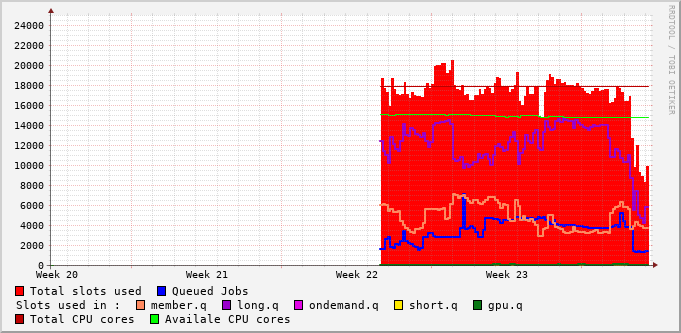 24000
22000
20000
18000
16000
14000
12000
10000
8000
6000
4000
2000
0
Week 20 Week 21 Week 22 Week 23
Total slots used Queued Jobs
Slots used in : member.q long.q ondemand.q short.q gpu.q
Total CPU cores Availale CPU cores
RRDTOOL / TOBI OETIKER